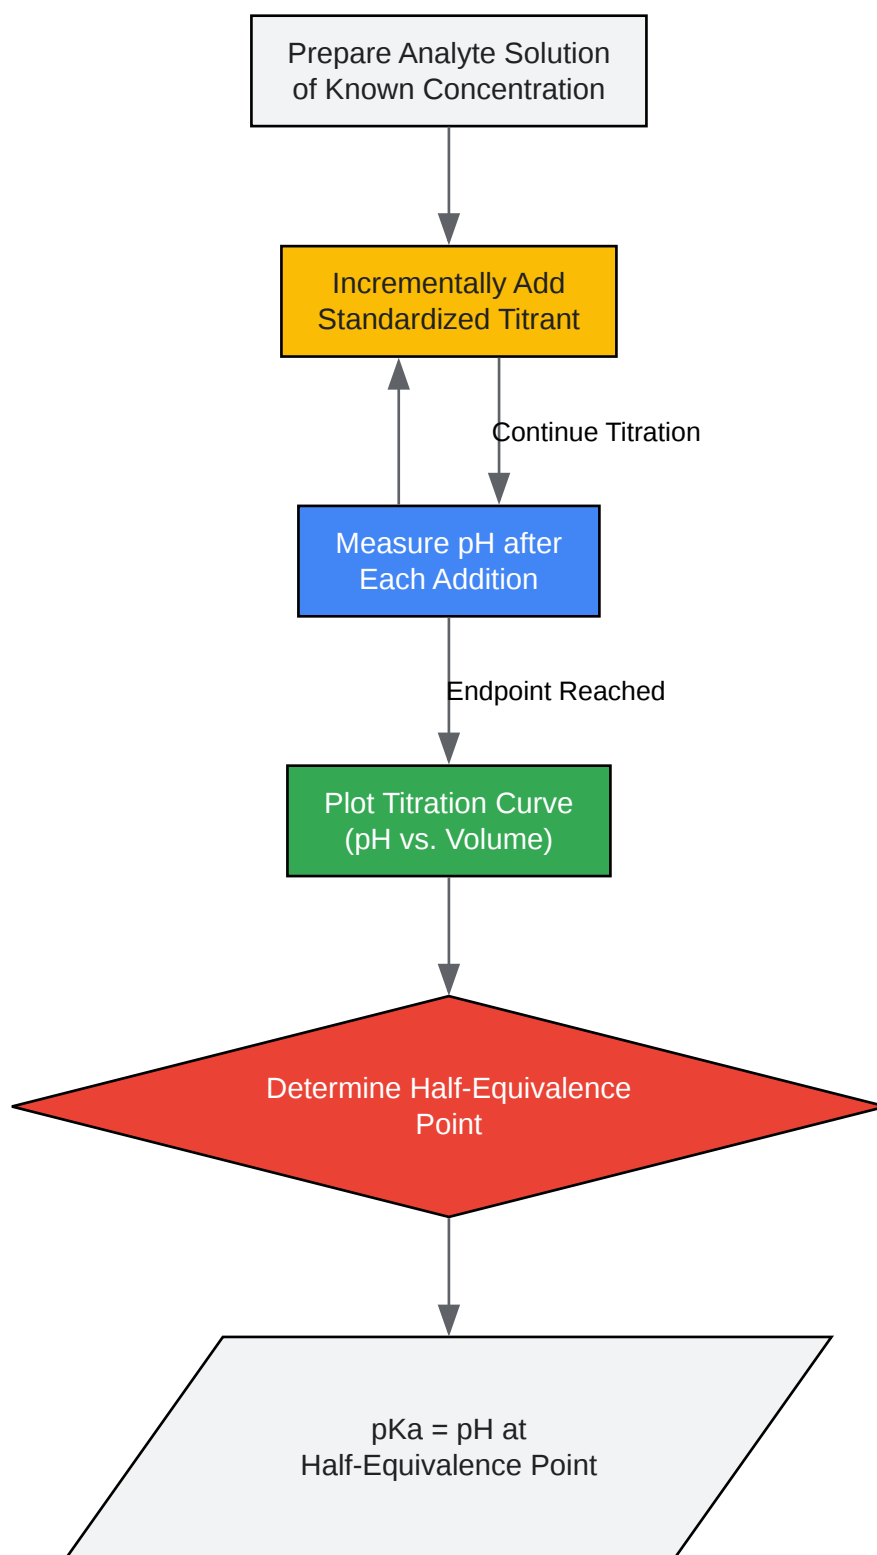 Prepare Analyte Solution
of Known Concentration
Incrementally Add
Standardized Titrant
Continue Titration
Measure pH after
Each Addition
Endpoint Reached
Plot Titration Curve
(pH vs. Volume)
Determine Half-Equivalence
Point
pKa = pH at
Half-Equivalence Point